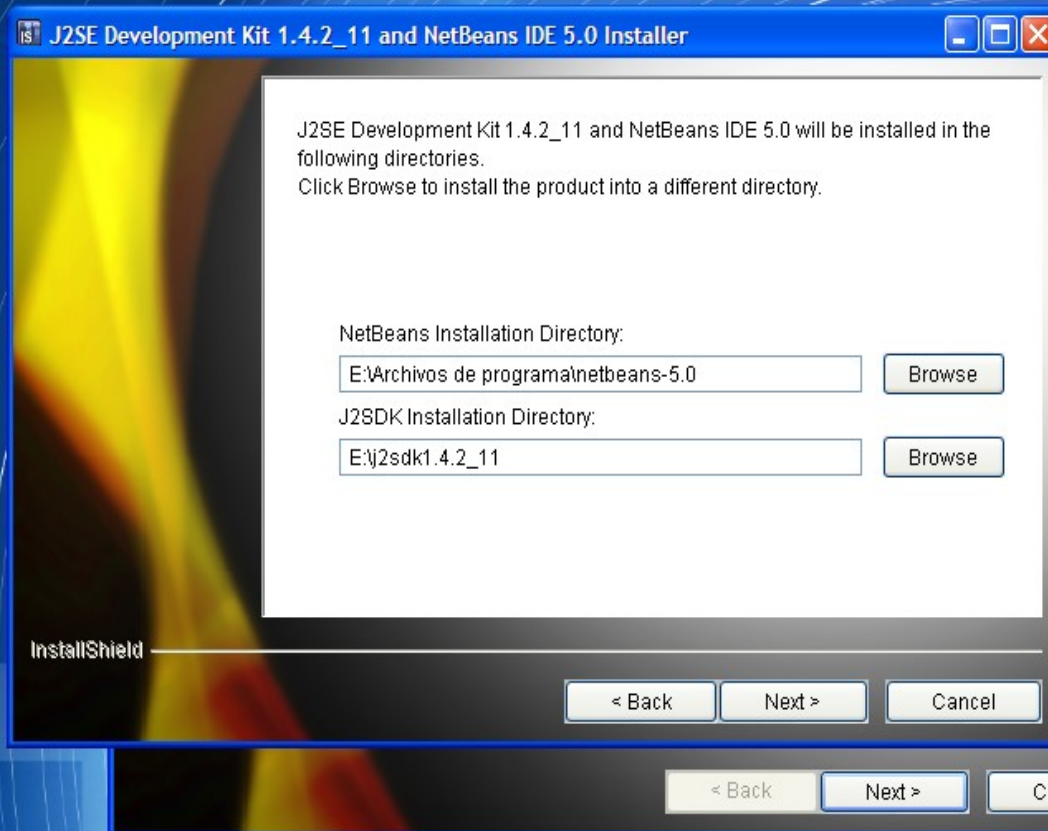 J2SE Development Kit 1.4.2_11 and NetBeans IDE 5.0 Installer
J2SE Development Kit 1.4.2_11 and NetBeans IDE 5.0 will be installed in the
following directories.
Click Browse to install the product into a different directory.
NetBeans Installation Directory:
E:\Archivos de programa\netbeans-5.0
Browse
J2SDK Installation Directory:
E:\j2sdk1.4.2_11
Browse
InstallShield
< Back
Next >
Cancel
< Back
Next >
C